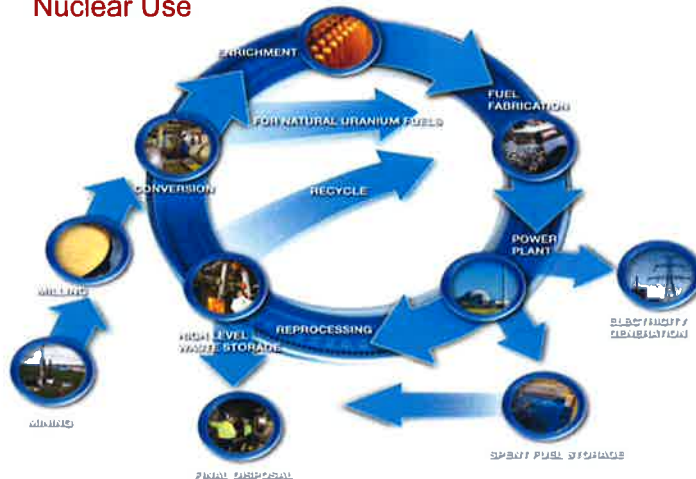 Nuclear Use
ENRICHMENT
FUEL
FABRICATION
FOR NATURAL URANIUM FUELS
CONVERSION
RECYCLE
POWER
PLANT
MILLING
ELECTRICITY
GENERATION
HIGH LEVEL
WASTE STORAGE
REPROCESSING
MINING
SPENT FUEL STORAGE
FINAL DISPOSAL